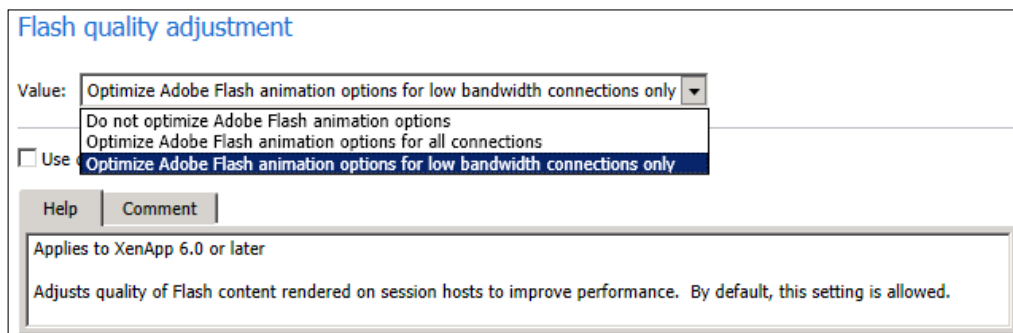 Flash quality adjustment
Value: Optimize Adobe Flash animation options for low bandwidth connections only
Do not optimize Adobe Flash animation options
Optimize Adobe Flash animation options for all connections
Use
Optimize Adobe Flash animation options for low bandwidth connections only
Help Comment
Applies to XenApp 6.0 or later
Adjusts quality of Flash content rendered on session hosts to improve performance.  By default, this setting is allowed.